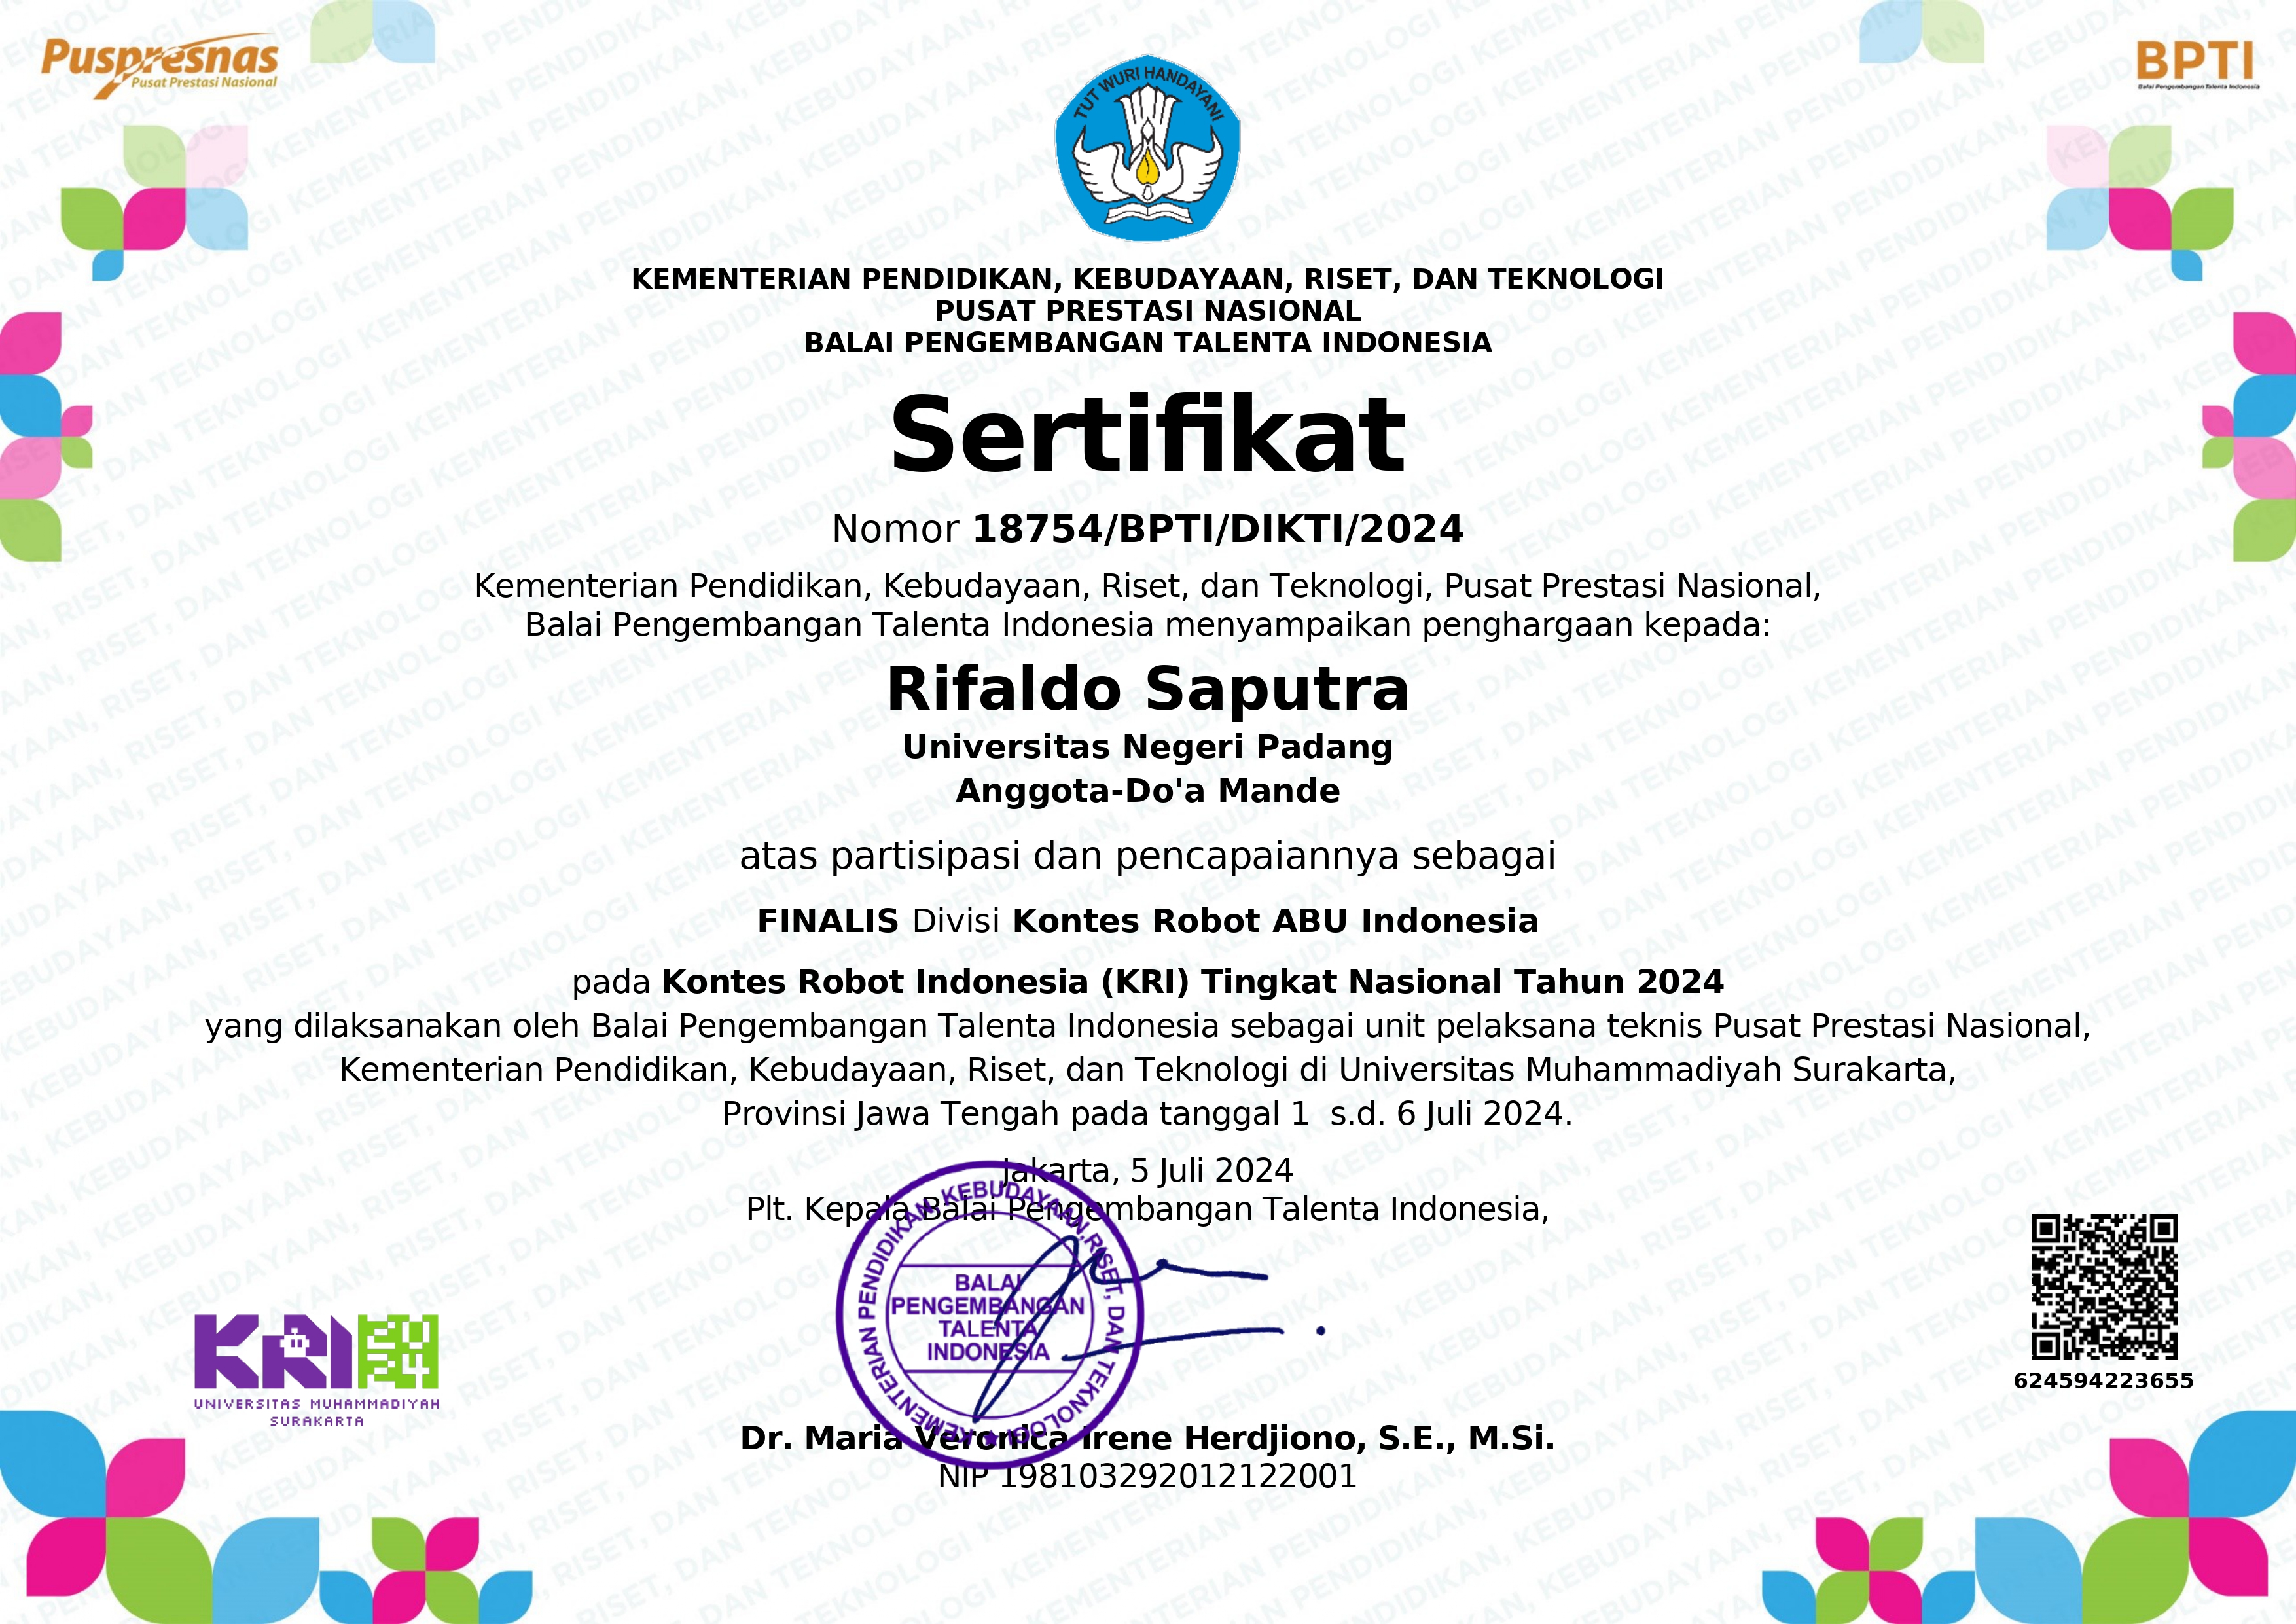 Puspresnas
Pusat Prestasi Nasional
BPTI
Balai Pengembangan Talenta Indonesia
TUT WURI HANDAYANI
KEMENTERIAN PENDIDIKAN, KEBUDAYAAN, RISET, DAN TEKNOLOGI
PUSAT PRESTASI NASIONAL
BALAI PENGEMBANGAN TALENTA INDONESIA
Sertifikat
Nomor 18754/BPTI/DIKTI/2024
Kementerian Pendidikan, Kebudayaan, Riset, dan Teknologi, Pusat Prestasi Nasional,
Balai Pengembangan Talenta Indonesia menyampaikan penghargaan kepada:
Rifaldo Saputra
Universitas Negeri Padang
Anggota-Do'a Mande
atas partisipasi dan pencapaiannya sebagai
FINALIS Divisi Kontes Robot ABU Indonesia
pada Kontes Robot Indonesia (KRI) Tingkat Nasional Tahun 2024
yang dilaksanakan oleh Balai Pengembangan Talenta Indonesia sebagai unit pelaksana teknis Pusat Prestasi Nasional,
Kementerian Pendidikan, Kebudayaan, Riset, dan Teknologi di Universitas Muhammadiyah Surakarta,
Provinsi Jawa Tengah pada tanggal 1  s.d. 6 Juli 2024.
Jakarta, 5 Juli 2024
Plt. Kepala Balai Pengembangan Talenta Indonesia,
KEMENTERIAN PENDIDIKAN, KEBUDAYAAN, RISET, DAN TEKNOLOGI
BALAI
PENGEMBANGAN
TALENTA
INDONESIA
KRI 2024
UNIVERSITAS MUHAMMADIYAH
SURAKARTA
624594223655
Dr. Maria Veronica Irene Herdjiono, S.E., M.Si.
NIP 198103292012122001